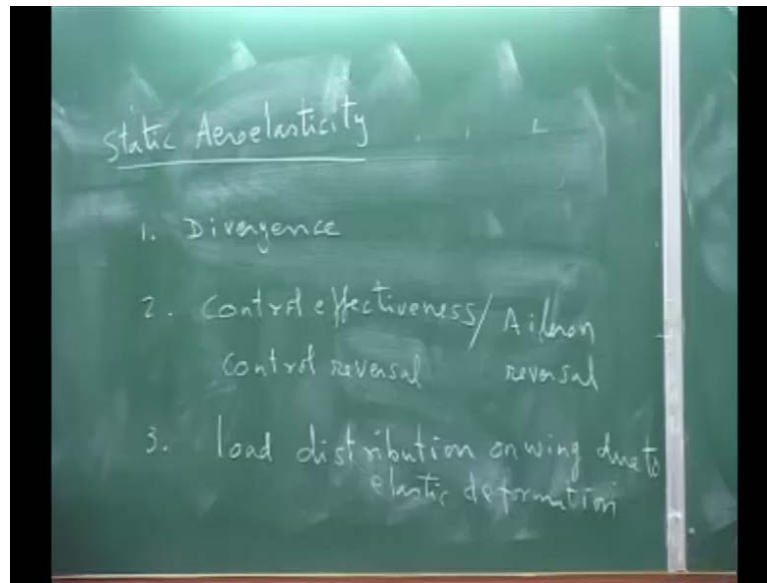 Static Aeroelasticity
1. Divergence
2. Control effectiveness/ Aileron
control reversal reversal
3. load distribution on wing due to
elastic deformation